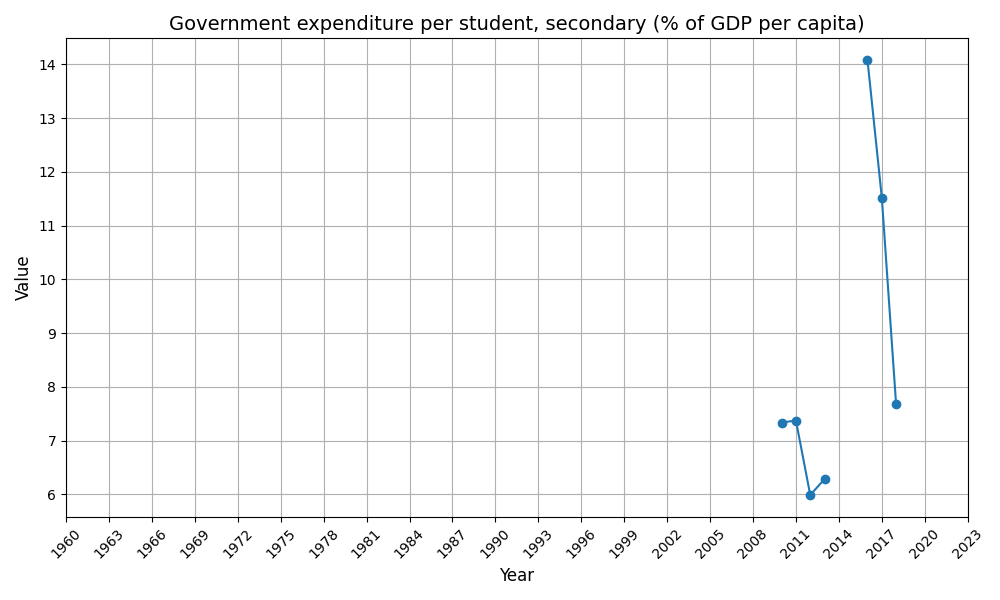 Government expenditure per student, secondary (% of GDP per capita)
Value
14
13
12
11
10
9
8
7
6
1960 1963 1966 1969 1972 1975 1978 1981 1984 1987 1990 1993 1996 1999 2002 2005 2008 2011 2014 2017 2020 2023
Year